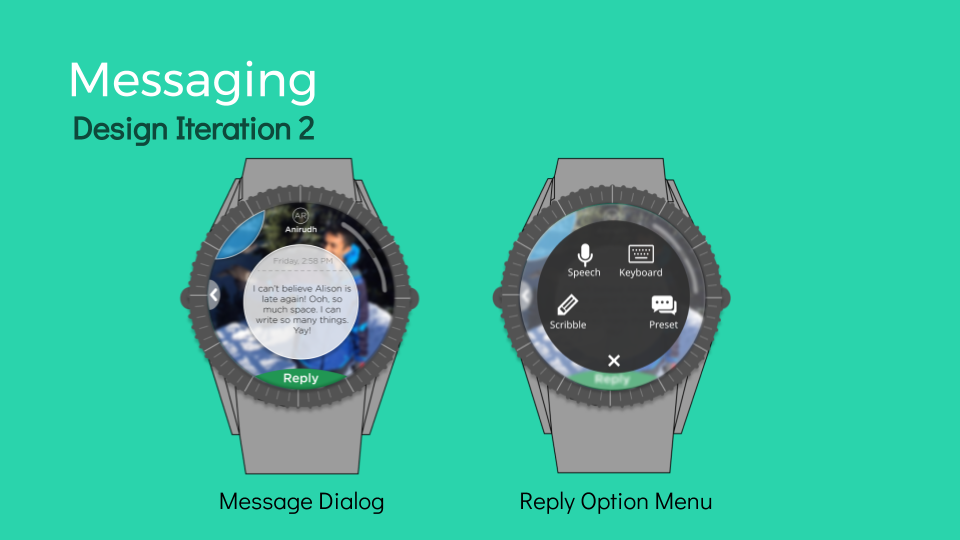 Messaging
Design Iteration 2
AR
Anirudh
Friday, 2:58 PM
I can't believe Alison is
late again! Ooh, so
much space. I can
write so many things.
Yay!
Reply
Speech
Keyboard
Scribble
Preset
Reply
Message Dialog
Reply Option Menu